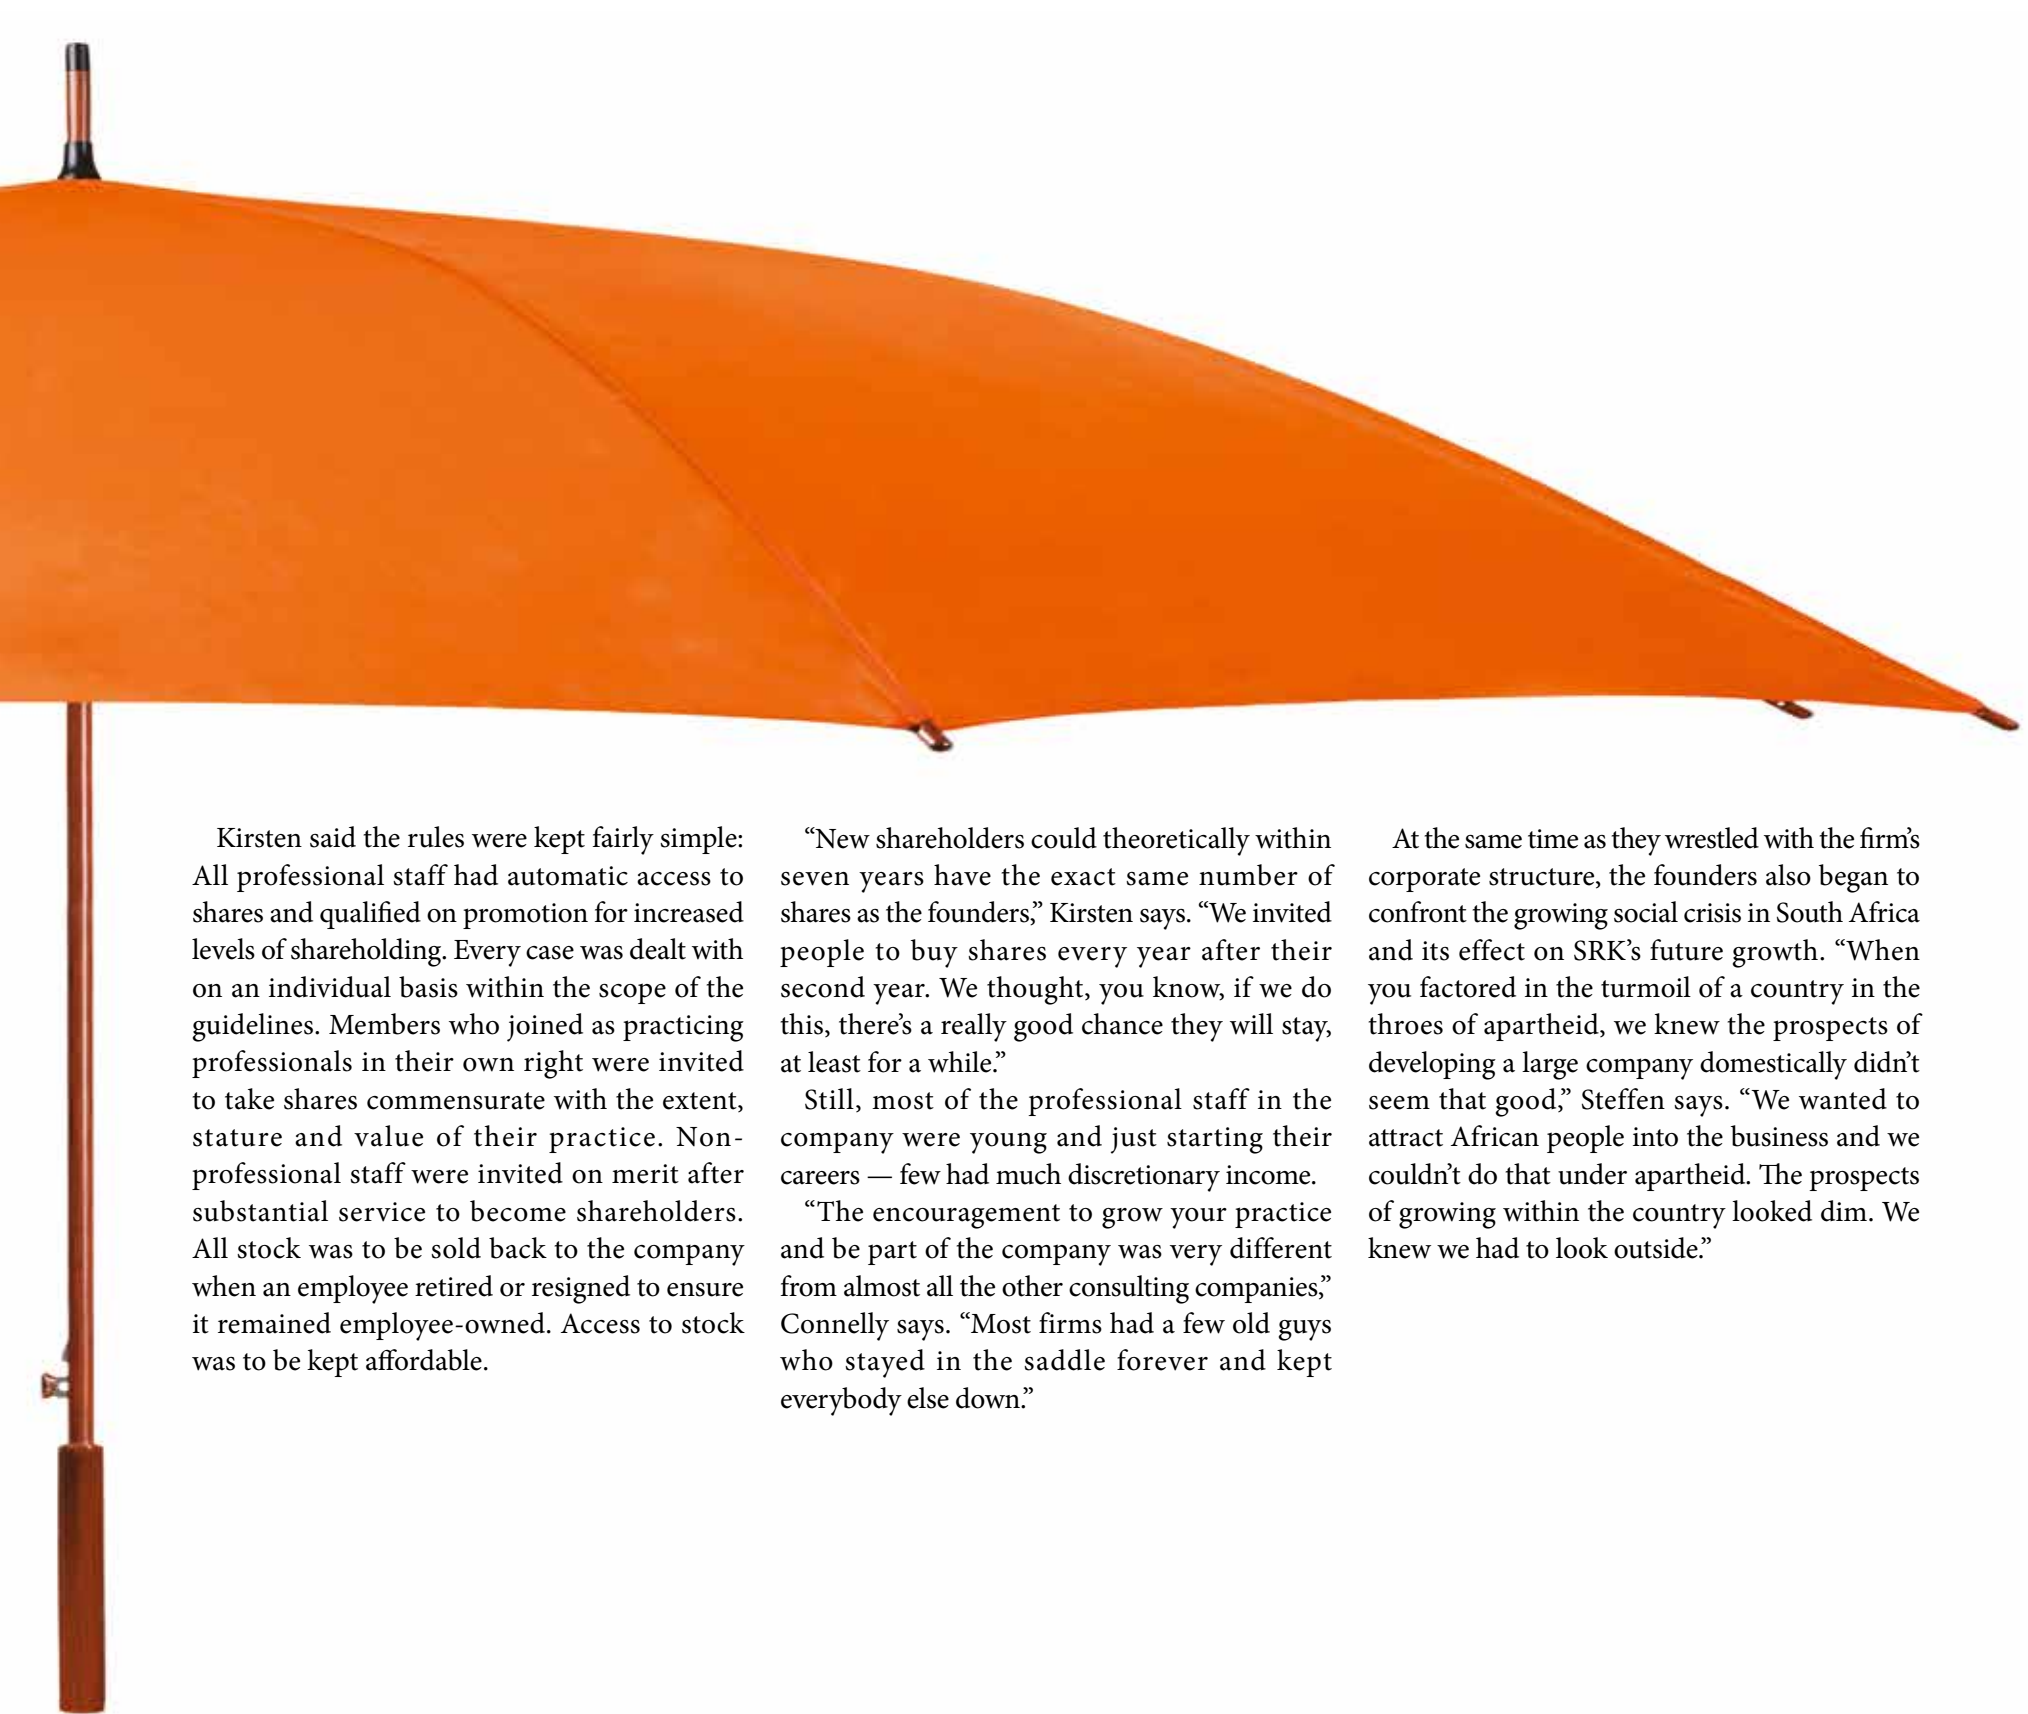 Kirsten said the rules were kept fairly simple:
All professional staff had automatic access to
shares and qualified on promotion for increased
levels of shareholding. Every case was dealt with
on an individual basis within the scope of the
guidelines. Members who joined as practicing
professionals in their own right were invited
to take shares commensurate with the extent,
stature and value of their practice. Non-
professional staff were invited on merit after
substantial service to become shareholders.
All stock was to be sold back to the company
when an employee retired or resigned to ensure
it remained employee-owned. Access to stock
was to be kept affordable.
“New shareholders could theoretically within
seven years have the exact same number of
shares as the founders,” Kirsten says. “We invited
people to buy shares every year after their
second year. We thought, you know, if we do
this, there’s a really good chance they will stay,
at least for a while.”
Still, most of the professional staff in the
company were young and just starting their
careers — few had much discretionary income.
“The encouragement to grow your practice
and be part of the company was very different
from almost all the other consulting companies,”
Connelly says. “Most firms had a few old guys
who stayed in the saddle forever and kept
everybody else down.”
At the same time as they wrestled with the firm’s
corporate structure, the founders also began to
confront the growing social crisis in South Africa
and its effect on SRK’s future growth. “When
you factored in the turmoil of a country in the
throes of apartheid, we knew the prospects of
developing a large company domestically didn’t
seem that good,” Steffen says. “We wanted to
attract African people into the business and we
couldn’t do that under apartheid. The prospects
of growing within the country looked dim. We
knew we had to look outside.”